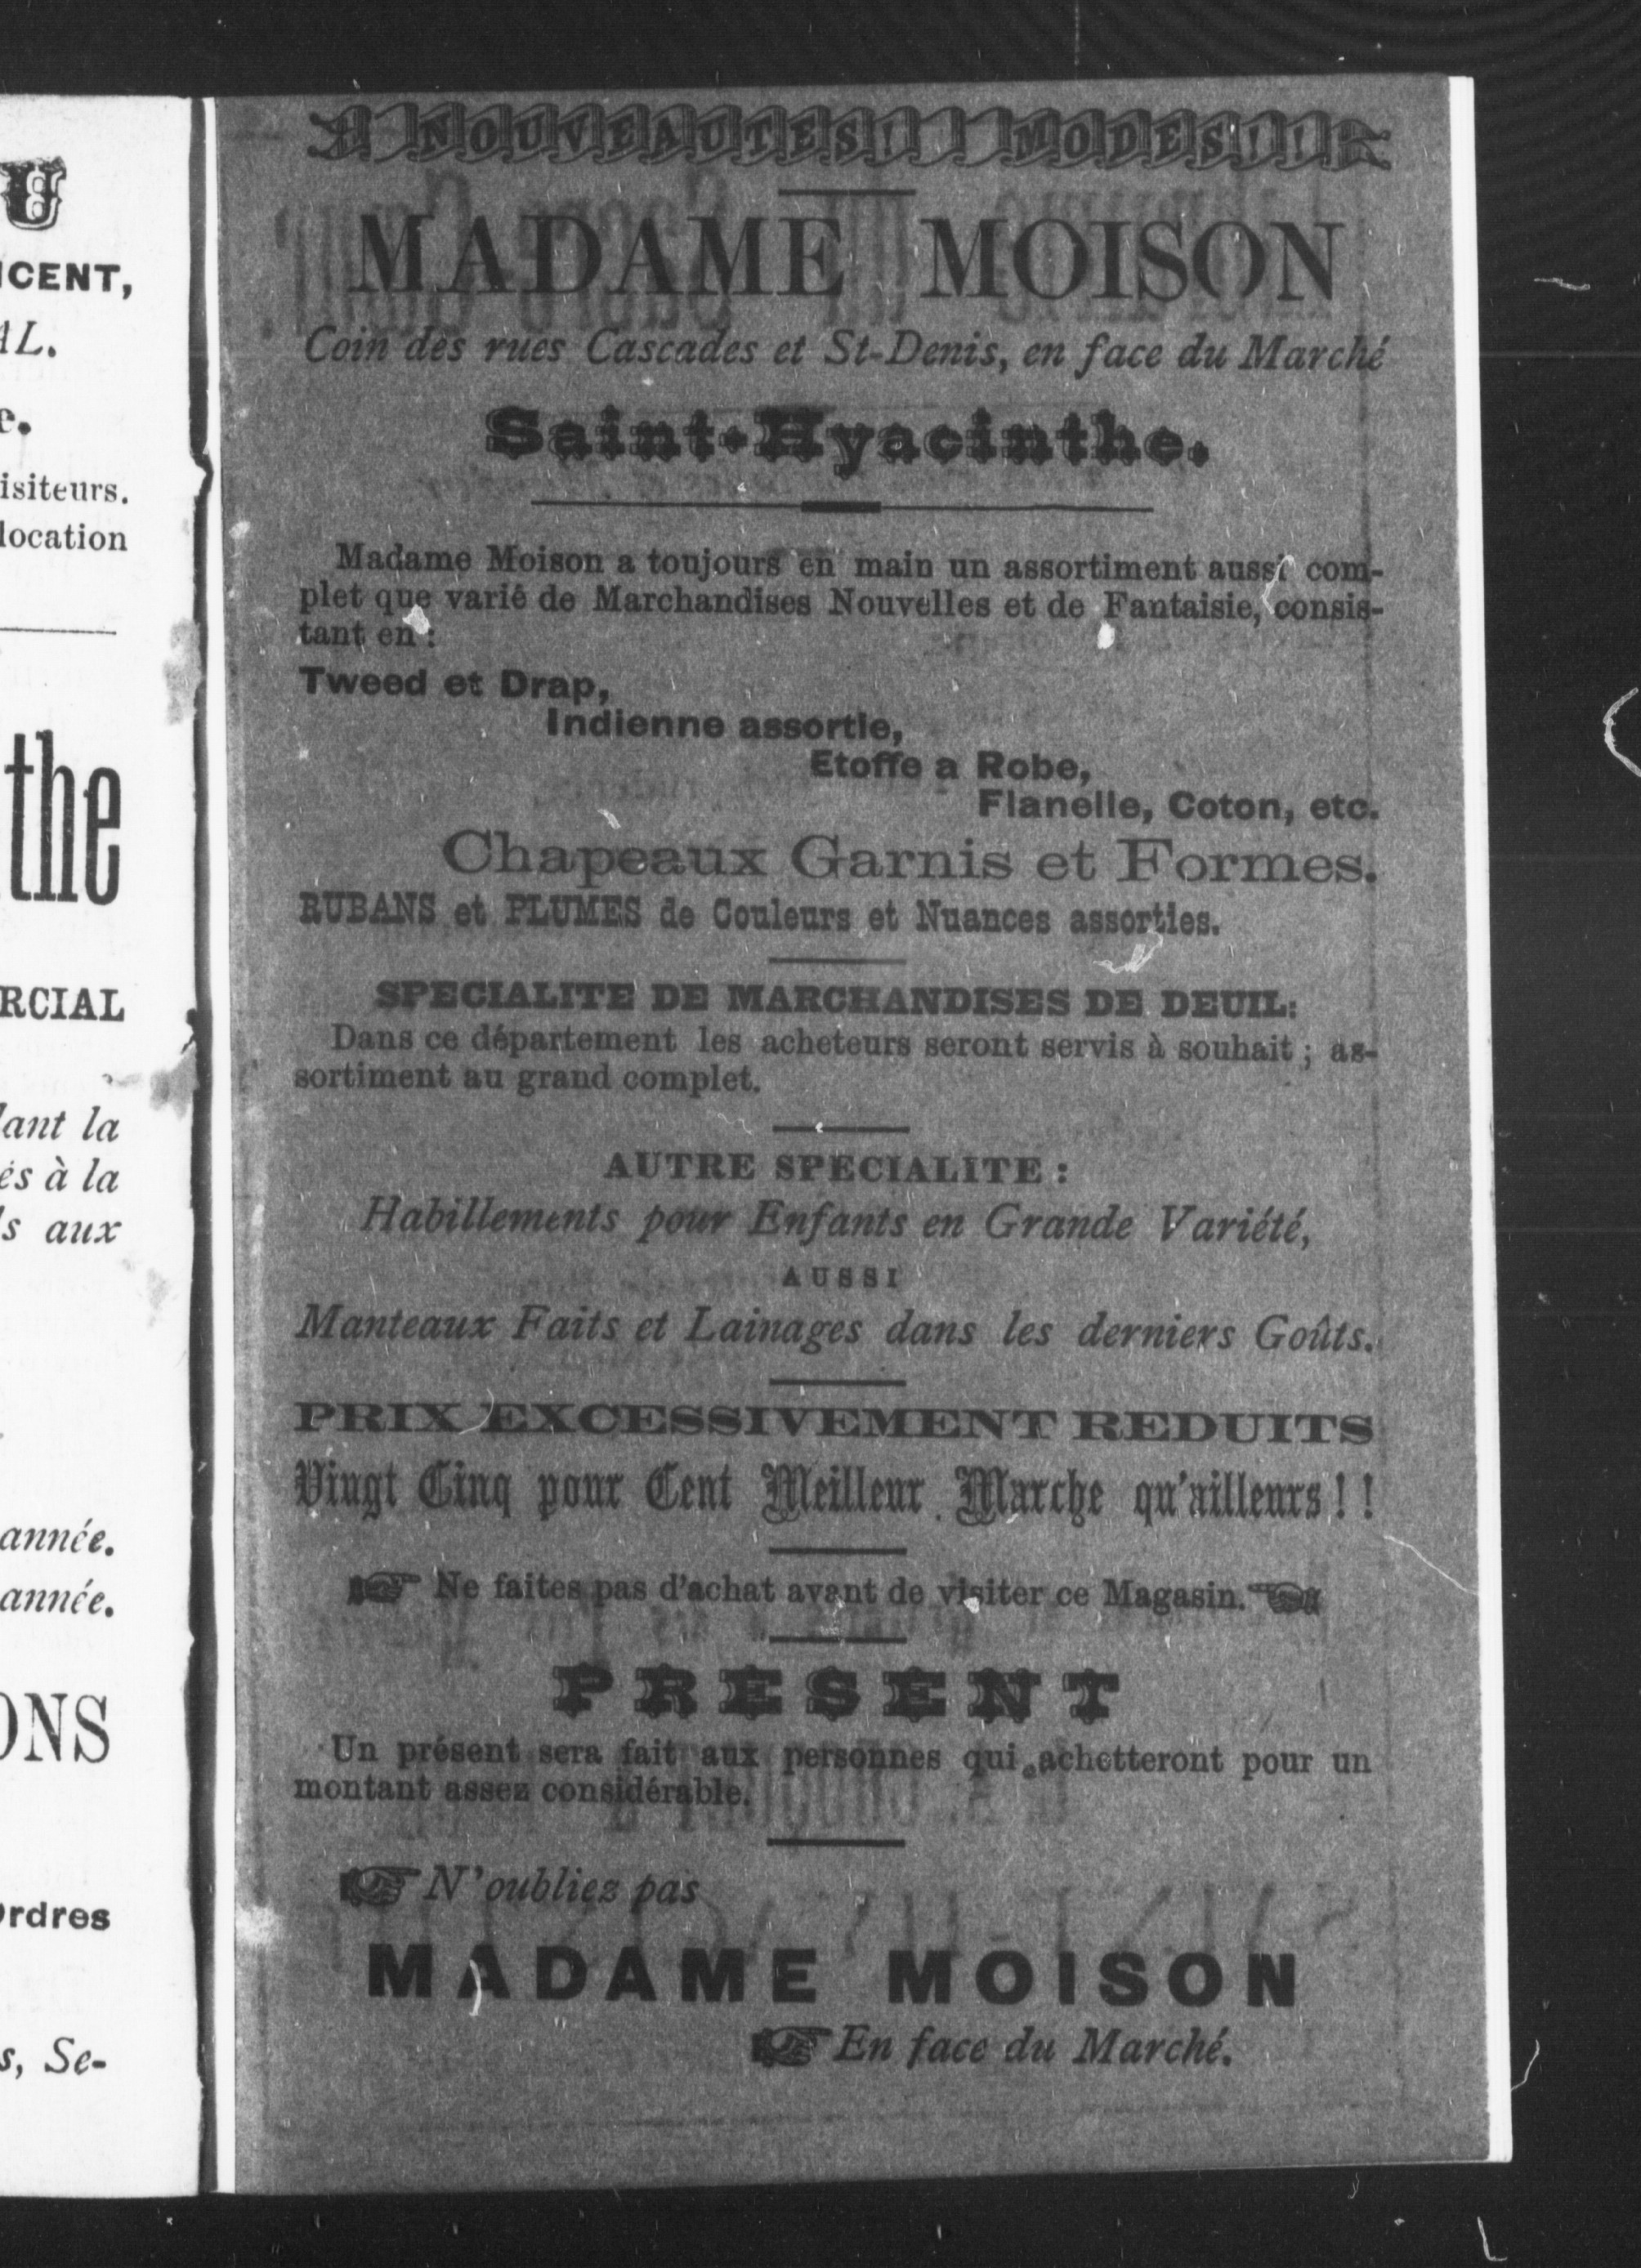 U
ICENT,
AL.
e.
isiteurs.
location
the
RCIAL
lant la
és à la
ls aux
année.
année.
ONS
Ordres
s, Se-
NOUVEAUTES! MODES!!!
MADAME MOISON
Coin des rues Cascades et St-Denis, en face du Marché
Saint-Hyacinthe.
Madame Moison a toujours en main un assortiment aussi com-
plet que varié de Marchandises Nouvelles et de Fantaisie, consis-
tant en :
Tweed et Drap,
Indienne assortie,
Etoffe a Robe,
Flanelle, Coton, etc.
Chapeaux Garnis et Formes.
RUBANS et PLUMES de Couleurs et Nuances assorties.
SPECIALITE DE MARCHANDISES DE DEUIL:
Dans ce département les acheteurs seront servis à souhait ; as-
sortiment au grand complet.
AUTRE SPECIALITE :
Habillements pour Enfants en Grande Variété,
AUSSI
Manteaux Faits et Lainages dans les derniers Goûts.
PRIX EXCESSIVEMENT REDUITS
Vingt Cinq pour Cent Meilleur Marche qu'ailleurs ! !
☞ Ne faites pas d'achat avant de visiter ce Magasin. ☜
PRESENT
Un présent sera fait aux personnes qui achetteront pour un
montant assez considérable.
☞ N'oubliez pas
MADAME MOISON
☞ En face du Marché.